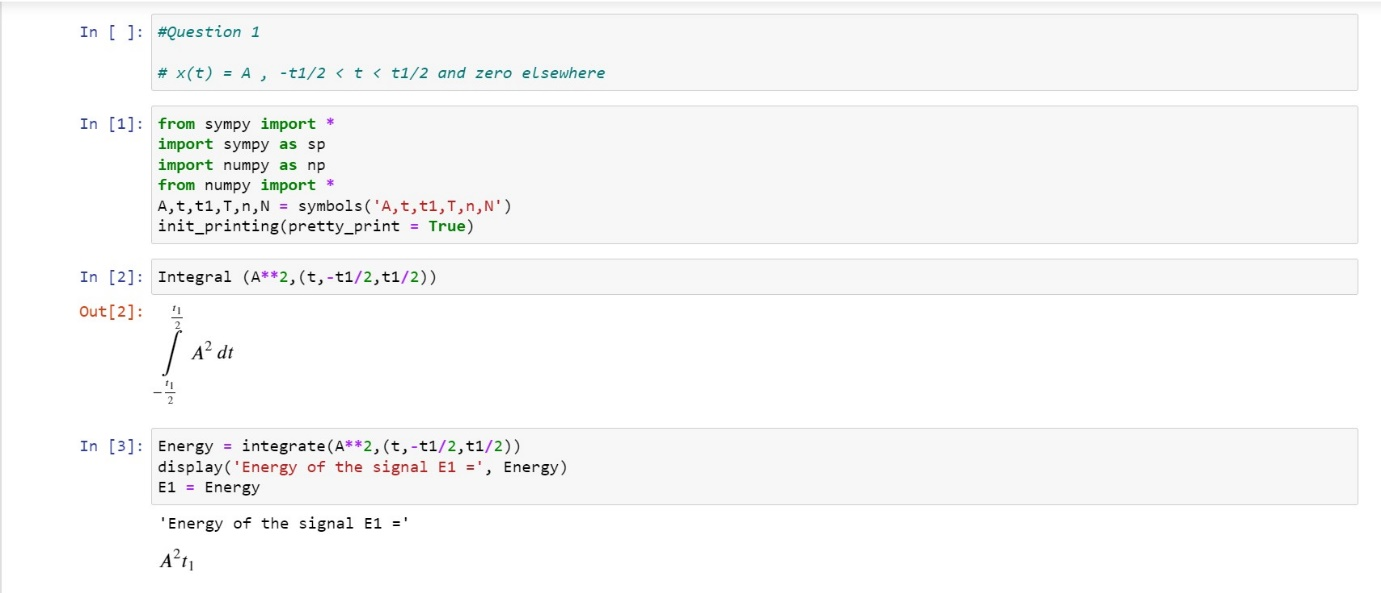 In [ ]: #Question 1
# x(t) = A , -t1/2 < t < t1/2 and zero elsewhere
In [1]: from sympy import *
import sympy as sp
import numpy as np
from numpy import *
A,t,t1,T,n,N = symbols('A,t,t1,T,n,N')
init_printing(pretty_print = True)
In [2]: Integral (A**2,(t,-t1/2,t1/2))
Out[2]:
t₁
2
∫ A² dt
-t₁
2
In [3]: Energy = integrate(A**2,(t,-t1/2,t1/2))
display('Energy of the signal E1 =', Energy)
E1 = Energy
'Energy of the signal E1 ='
A²t₁